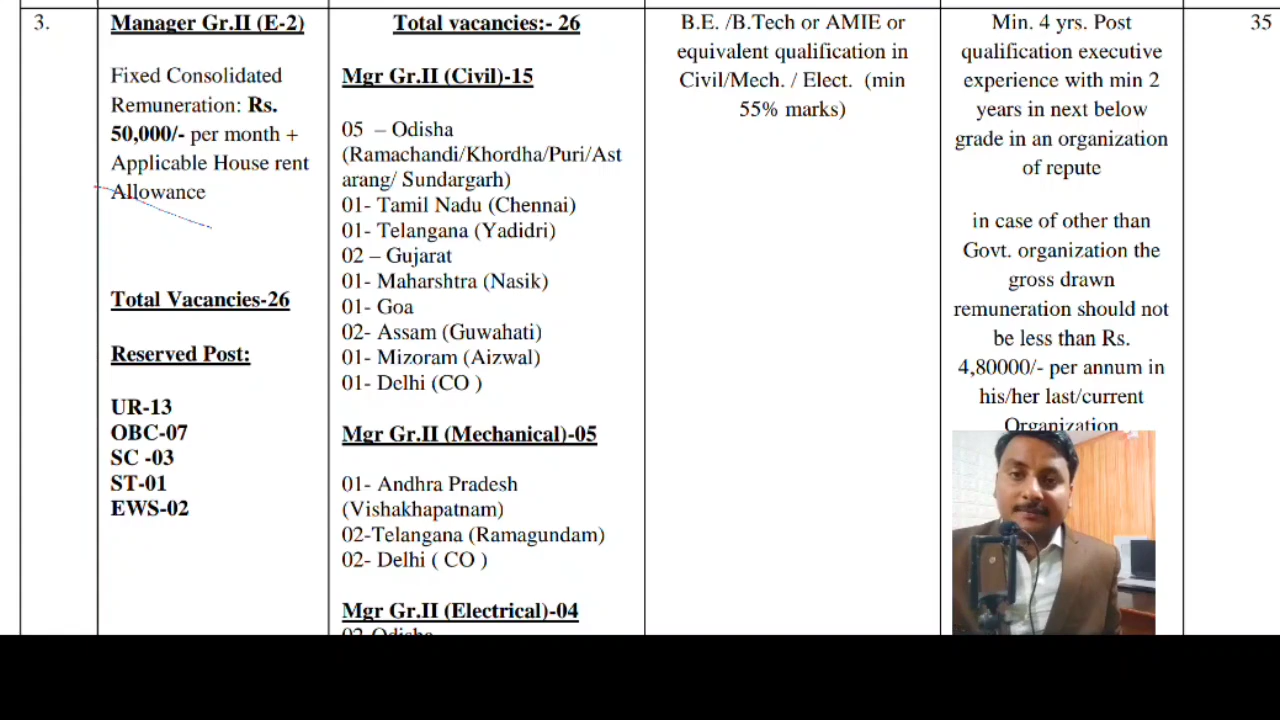 3.
Manager Gr.II (E-2)
Fixed Consolidated
Remuneration: Rs.
50,000/- per month +
Applicable House rent
Allowance
Total Vacancies-26
Reserved Post:
UR-13
OBC-07
SC -03
ST-01
EWS-02
Total vacancies:- 26
Mgr Gr.II (Civil)-15
05 – Odisha
(Ramachandi/Khordha/Puri/Ast
arang/ Sundargarh)
01- Tamil Nadu (Chennai)
01- Telangana (Yadidri)
02 – Gujarat
01- Maharshtra (Nasik)
01- Goa
02- Assam (Guwahati)
01- Mizoram (Aizwal)
01- Delhi (CO )
Mgr Gr.II (Mechanical)-05
01- Andhra Pradesh
(Vishakhapatnam)
02-Telangana (Ramagundam)
02- Delhi ( CO )
Mgr Gr.II (Electrical)-04
B.E. /B.Tech or AMIE or
equivalent qualification in
Civil/Mech. / Elect. (min
55% marks)
Min. 4 yrs. Post
qualification executive
experience with min 2
years in next below
grade in an organization
of repute
in case of other than
Govt. organization the
gross drawn
remuneration should not
be less than Rs.
4,80000/- per annum in
his/her last/current
Organization
35